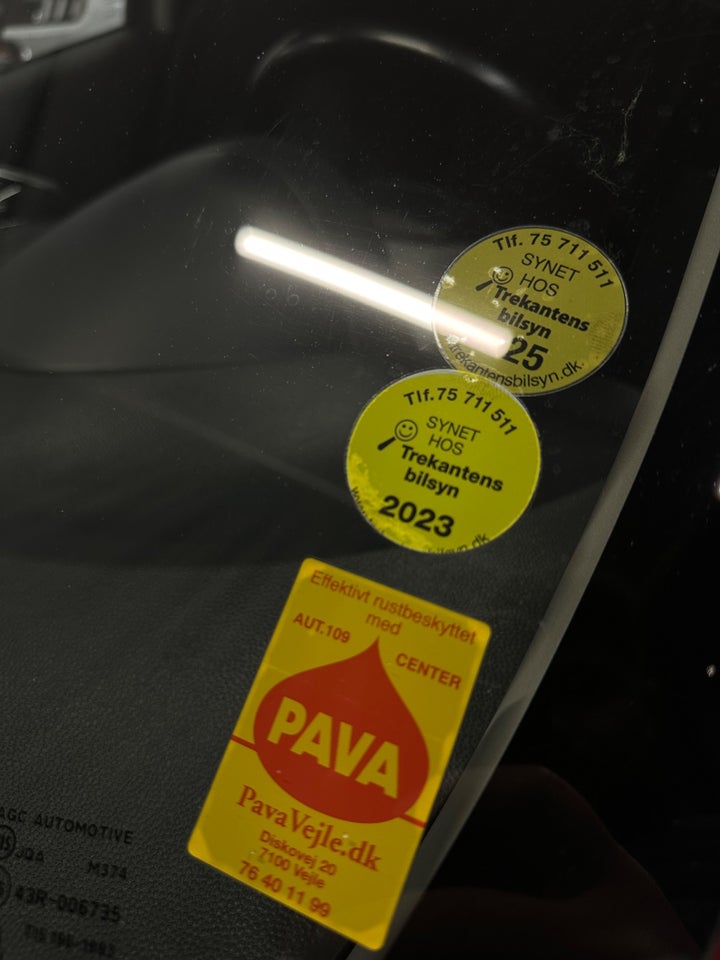 Tlf. 75 711 511
SYNET
HOS
Trekantens
bilsyn
25
trekantensbilsyn.dk
Tlf. 75 711 511
SYNET
HOS
Trekantens
bilsyn
2023
Effektivt rustbeskyttet
med
AUT.109
CENTER
PAVA
PavaVejle.dk
Diskovej 20
7100 Vejle
76 40 11 99
AGC AUTOMOTIVE
M374
43R-006735